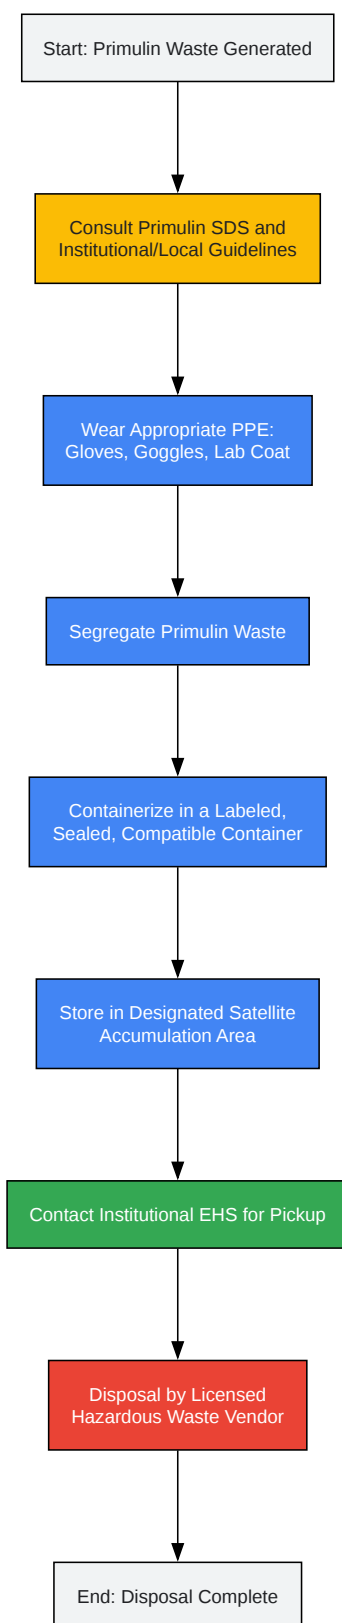 Start: Primulin Waste Generated
Consult Primulin SDS and
Institutional/Local Guidelines
Wear Appropriate PPE:
Gloves, Goggles, Lab Coat
Segregate Primulin Waste
Containerize in a Labeled,
Sealed, Compatible Container
Store in Designated Satellite
Accumulation Area
Contact Institutional EHS for Pickup
Disposal by Licensed
Hazardous Waste Vendor
End: Disposal Complete